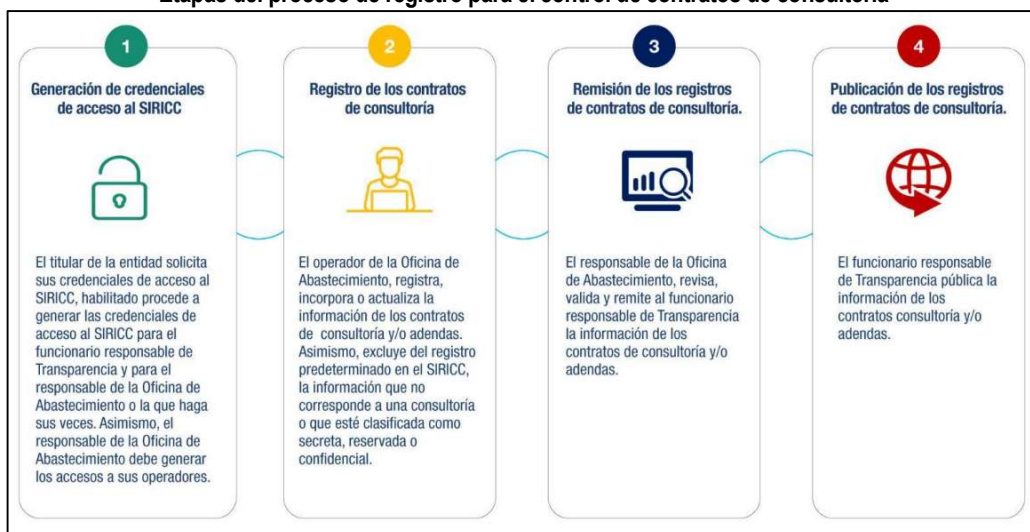 Etapas del proceso de registro para el control de contratos de consultoría
1
Generación de credenciales
de acceso al SIRICC
El titular de la entidad solicita
sus credenciales de acceso al
SIRICC, habilitado procede a
generar las credenciales de
acceso al SIRICC para el
funcionario responsable de
Transparencia y para el
responsable de la Oficina de
Abastecimiento o la que haga
sus veces. Asimismo, el
responsable de la Oficina de
Abastecimiento debe generar
los accesos a sus operadores.
2
Registro de los contratos
de consultoría
El operador de la Oficina de
Abastecimiento, registra,
incorpora o actualiza la
información de los contratos
de consultoría y/o adendas.
Asimismo, excluye del registro
predeterminado en el SIRICC,
la información que no
corresponde a una consultoría
o que esté clasificada como
secreta, reservada o
confidencial.
3
Remisión de los registros
de contratos de consultoría.
El responsable de la Oficina
de Abastecimiento, revisa,
valida y remite al funcionario
responsable de Transparencia
la información de los
contratos de consultoría y/o
adendas.
4
Publicación de los registros
de contratos de consultoría.
El funcionario responsable
de Transparencia pública la
información de los
contratos consultoría y/o
adendas.